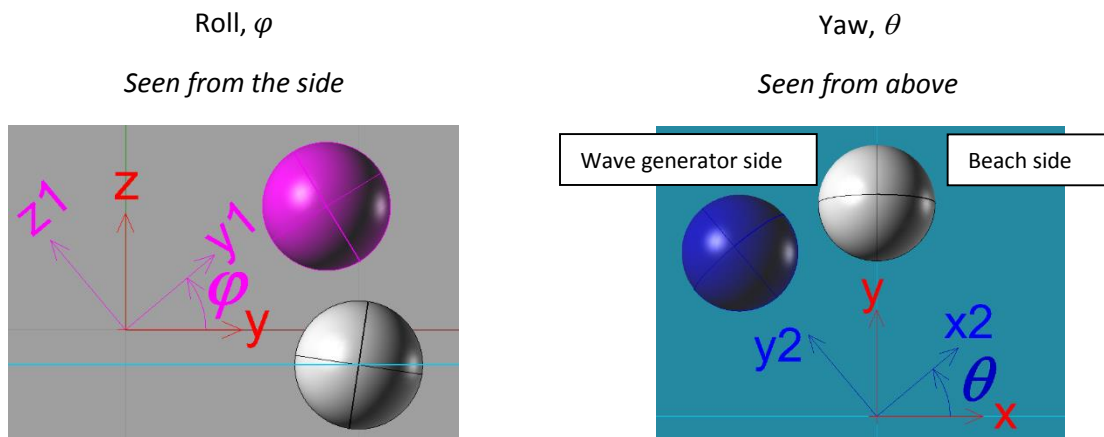 Roll, φ
Seen from the side
z
z1
y1
φ
y
Yaw, θ
Seen from above
Wave generator side
Beach side
y
y2
x2
θ
x